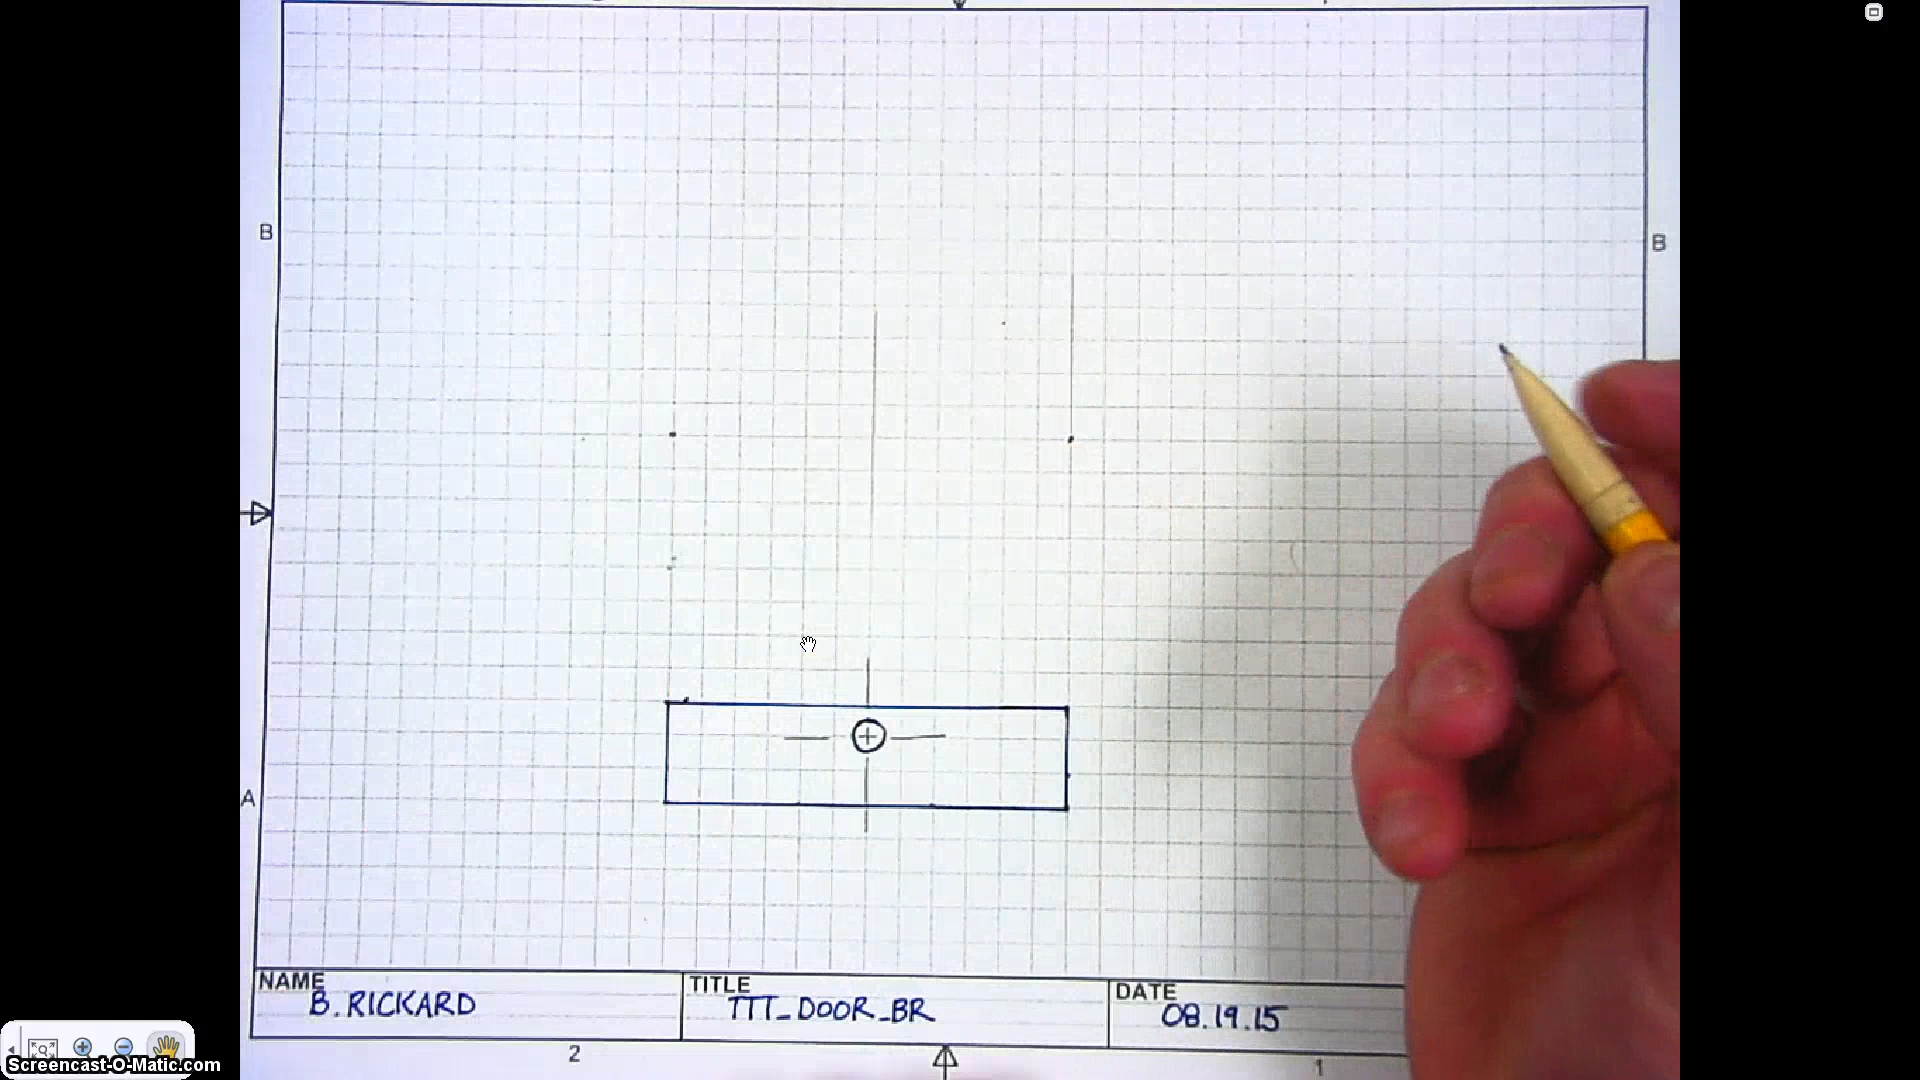 B
B
A
NAME
B. RICKARD
TITLE
TTT_DOOR_BR
DATE
08.19.15
2
1
Screencast-O-Matic.com